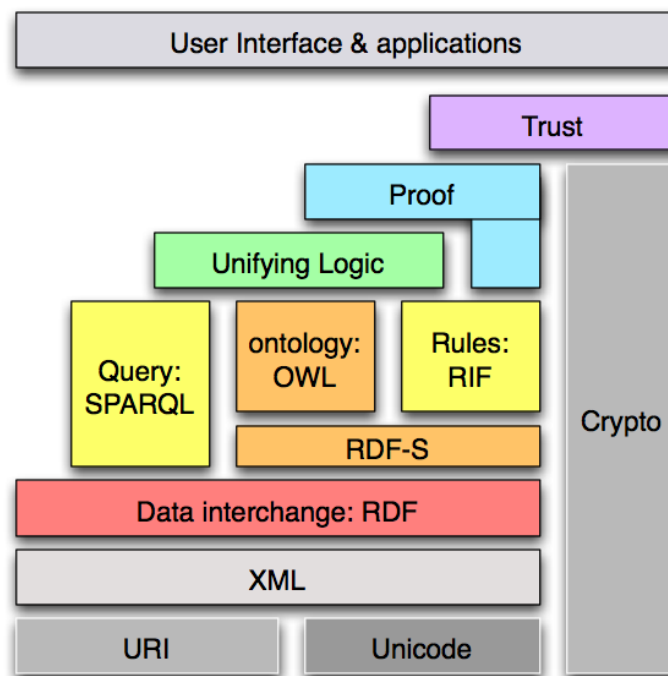 User Interface & applications
Trust
Proof
Unifying Logic
Query:
SPARQL
ontology:
OWL
Rules:
RIF
Crypto
RDF-S
Data interchange: RDF
XML
URI
Unicode